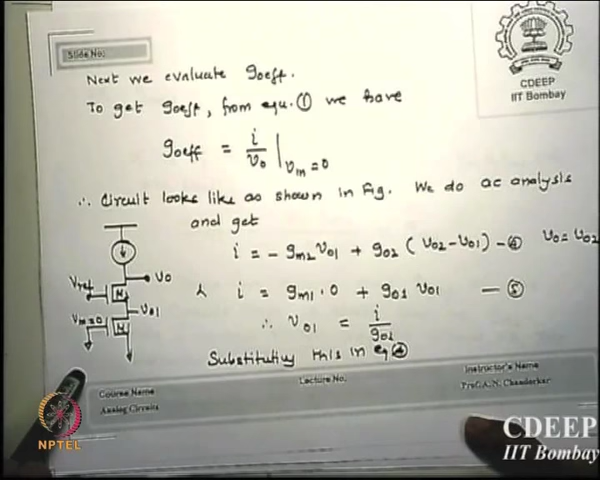 Slide No:
CDEEP
IIT Bombay
Next we evaluate goeff.
To get goeff, from equ. ① we have
goeff = i / vo | Vin=0
∴ Circuit looks like as shown in Fig. We do ac analysis
and get
i = - gm2 vo1 + go2 ( vo2 - vo1) - ④ vo = vo2
& i = gm1 · 0 + go1 vo1 — ⑤
∴ vo1 = i / go1
Substituting this in eq ④
Vo
Vref
Vo1
Vin=0
M
M
Course Name
Analog Circuits
Lecture No.
Instructor's Name
Prof. A. N. Chandorkar
NPTEL
CDEEP
IIT Bombay